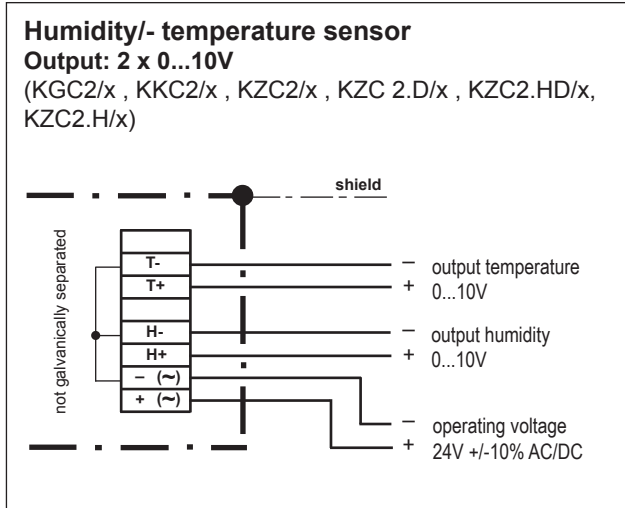 Humidity/- temperature sensor
Output: 2 x 0...10V
(KGC2/x , KKC2/x , KZC2/x , KZC 2.D/x , KZC2.HD/x,
KZC2.H/x)
shield
not galvanically separated
T-
T+
H-
H+
– (~)
+ (~)
– output temperature
+ 0...10V
– output humidity
+ 0...10V
– operating voltage
+ 24V +/-10% AC/DC